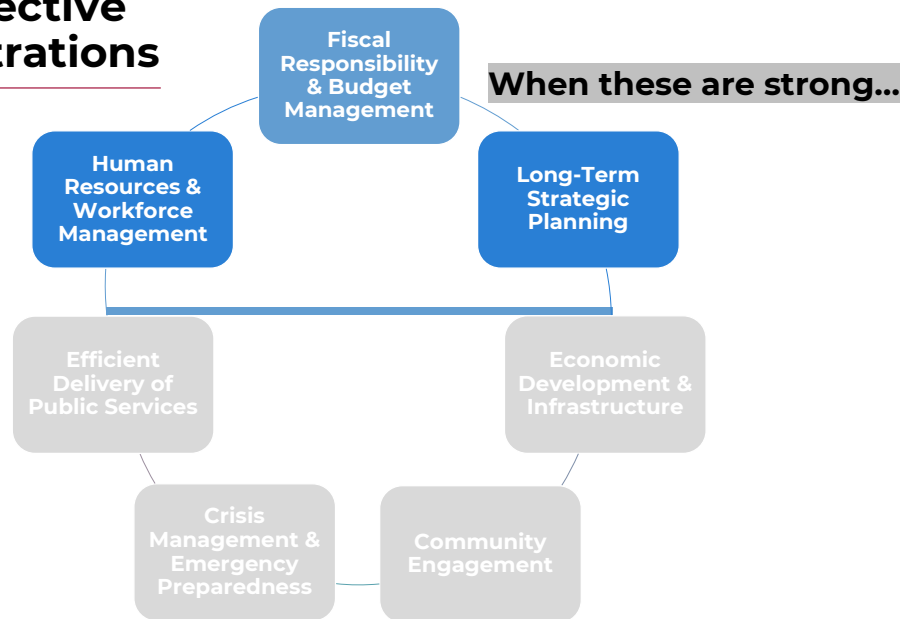 ective
trations
When these are strong...
Fiscal
Responsibility
& Budget
Management
Human
Resources &
Workforce
Management
Long-Term
Strategic
Planning
Efficient
Delivery of
Public Services
Economic
Development &
Infrastructure
Crisis
Management &
Emergency
Preparedness
Community
Engagement